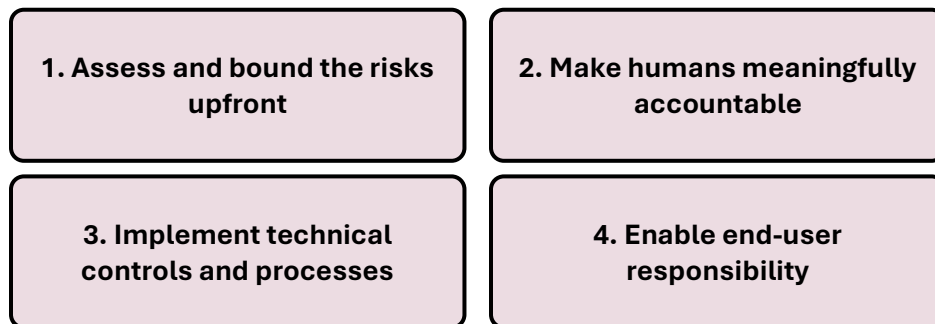 1. Assess and bound the risks
upfront
2. Make humans meaningfully
accountable
3. Implement technical
controls and processes
4. Enable end-user
responsibility